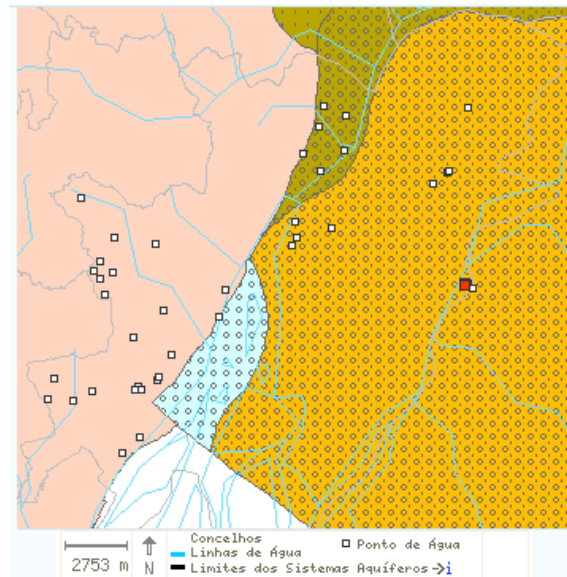 Concelhos
Linhas de Água
Limites dos Sistemas Aquíferos → i
Ponto de Água
2753 m
N